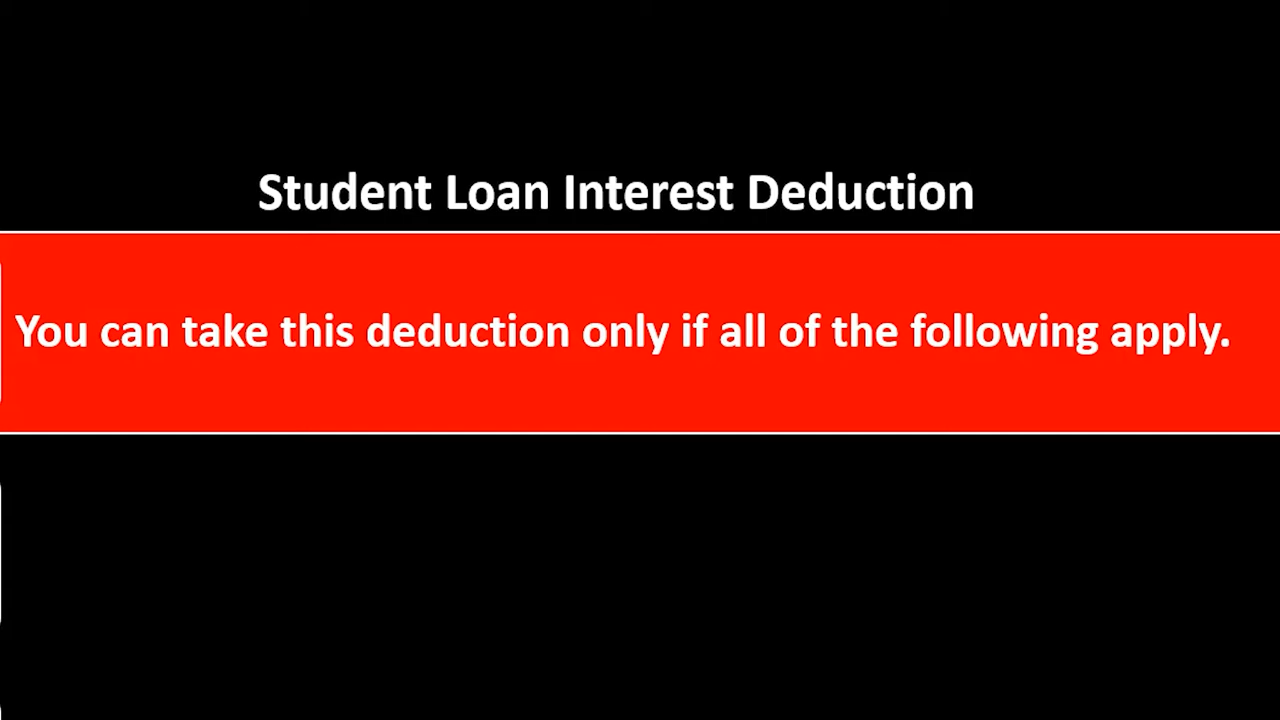 Student Loan Interest Deduction
You can take this deduction only if all of the following apply.